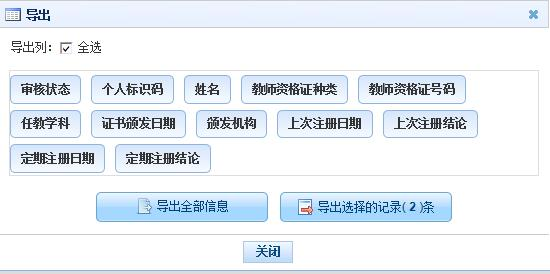 导出
导出列: 全选
审核状态 个人标识码 姓名 教师资格证种类 教师资格证号码
任教学科 证书颁发日期 颁发机构 上次注册日期 上次注册结论
定期注册日期 定期注册结论
导出全部信息 导出选择的记录( 2 )条
关闭